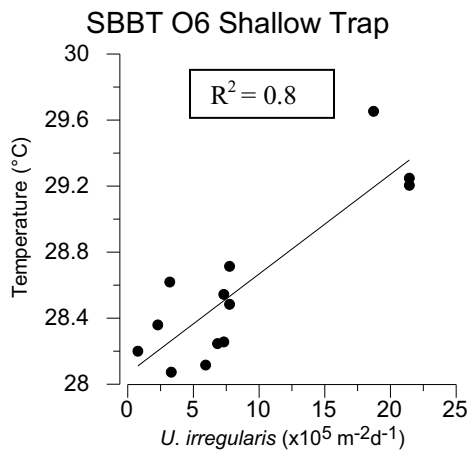 SBBT O6 Shallow Trap
R² = 0.8
Temperature (°C)
30
29.6
29.2
28.8
28.4
28
0 5 10 15 20 25
U. irregularis (x10⁵ m⁻²d⁻¹)